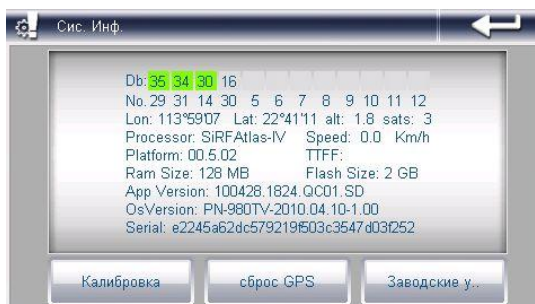 Сис. Инф.
Db: 35 34 30 16
No. 29 31 14 30 5 6 7 8 9 10 11 12
Lon: 113°59'07 Lat: 22°41'11 alt: 1.8 sats: 3
Processor: SiRFAtlas-IV Speed: 0.0 Km/h
Platform: 00.5.02 TTFF:
Ram Size: 128 MB Flash Size: 2 GB
App Version: 100428.1824.QC01.SD
OsVersion: PN-980TV-2010.04.10-1.00
Serial: e2245a62dc579219f503c3547d03f252
Калибровка сброс GPS Заводские у..